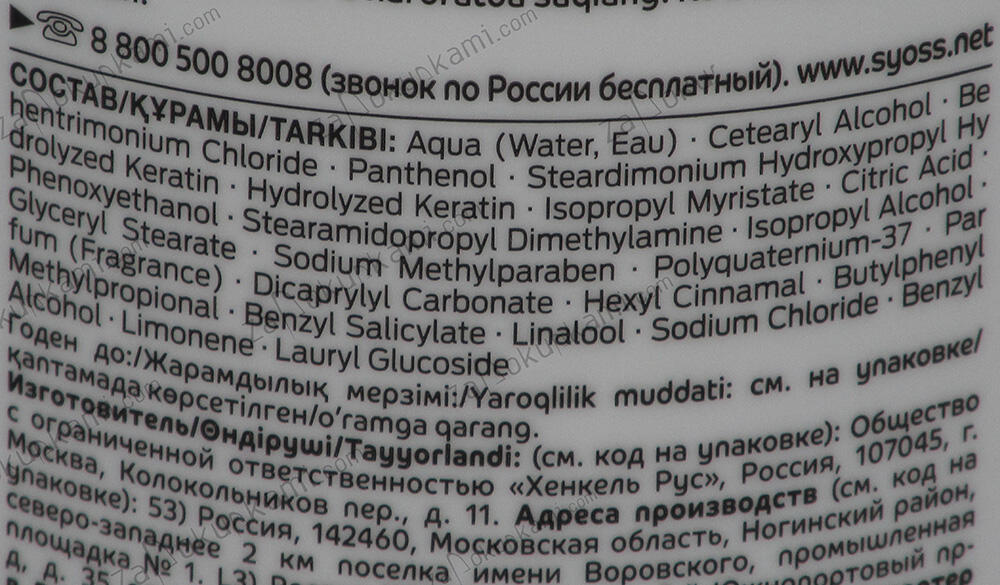 8 800 500 8008 (звонок по России бесплатный). www.syoss.net
СОСТАВ/ҚҰРАМЫ/TARKIBI: Aqua (Water, Eau) · Cetearyl Alcohol · Be
hentrimonium Chloride · Panthenol · Steardimonium Hydroxypropyl Hy
drolyzed Keratin · Hydrolyzed Keratin · Isopropyl Myristate · Citric Acid ·
Phenoxyethanol · Stearamidopropyl Dimethylamine · Isopropyl Alcohol ·
Glyceryl Stearate · Sodium Methylparaben · Polyquaternium-37 · Par
fum (Fragrance) · Dicaprylyl Carbonate · Hexyl Cinnamal · Butylphenyl
Methylpropional · Benzyl Salicylate · Linalool · Sodium Chloride · Benzyl
Alcohol · Limonene · Lauryl Glucoside
Годен до:/Жарамдылық мерзімі:/Yaroqlilik muddati: см. на упаковке/
қаптамада көрсетілген/o‘ramga qarang.
Изготовитель/Өндіруші/Tayyorlandi: (см. код на упаковке): Общество
с ограниченной ответственностью «Хенкель Рус», Россия, 107045, г.
Москва, Колокольников пер., д. 11. Адреса производств (см. код на
упаковке): 53) Россия, 142460, Московская область, Ногинский район,
северо-западнее 2 км поселка имени Воровского, промышленная
площадка № 1. L3)
д, д. 35